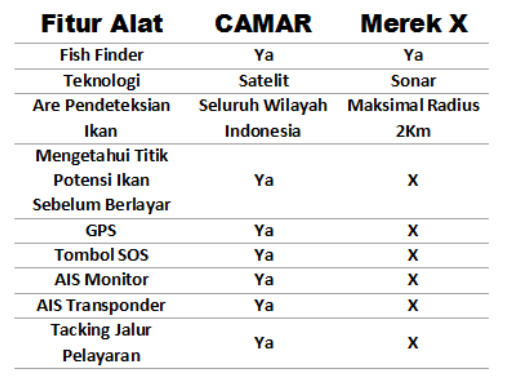 Fitur Alat CAMAR Merek X
Fish Finder Ya Ya
Teknologi Satelit Sonar
Are Pendeteksian Seluruh Wilayah Maksimal Radius
Ikan Indonesia 2Km
Mengetahui Titik
Potensi Ikan Ya X
Sebelum Berlayar
GPS Ya X
Tombol SOS Ya X
AIS Monitor Ya X
AIS Transponder Ya X
Tacking Jalur
Pelayaran Ya X